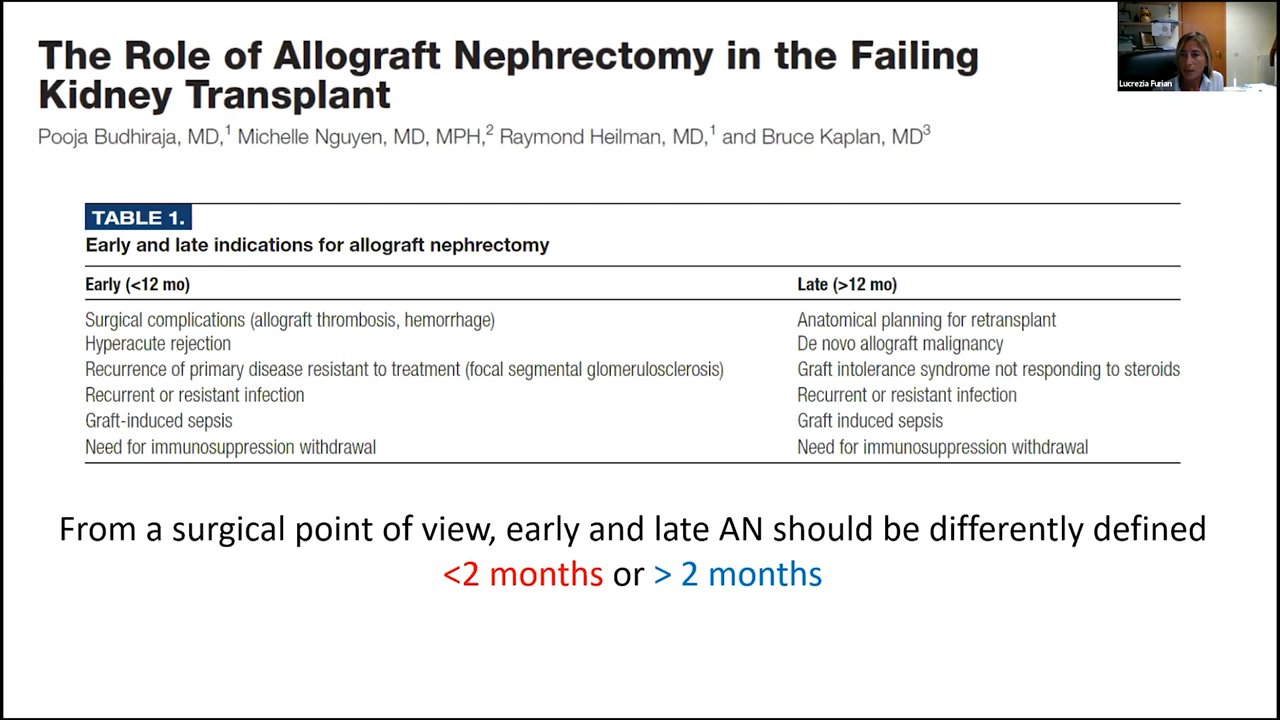 The Role of Allograft Nephrectomy in the Failing
Kidney Transplant
Pooja Budhiraja, MD,1 Michelle Nguyen, MD, MPH,2 Raymond Heilman, MD,1 and Bruce Kaplan, MD3
Lucrezia Furian
TABLE 1.
Early and late indications for allograft nephrectomy
Early (<12 mo) Late (>12 mo)
Surgical complications (allograft thrombosis, hemorrhage) Anatomical planning for retransplant
Hyperacute rejection De novo allograft malignancy
Recurrence of primary disease resistant to treatment (focal segmental glomerulosclerosis) Graft intolerance syndrome not responding to steroids
Recurrent or resistant infection Recurrent or resistant infection
Graft-induced sepsis Graft induced sepsis
Need for immunosuppression withdrawal Need for immunosuppression withdrawal
From a surgical point of view, early and late AN should be differently defined
<2 months or > 2 months